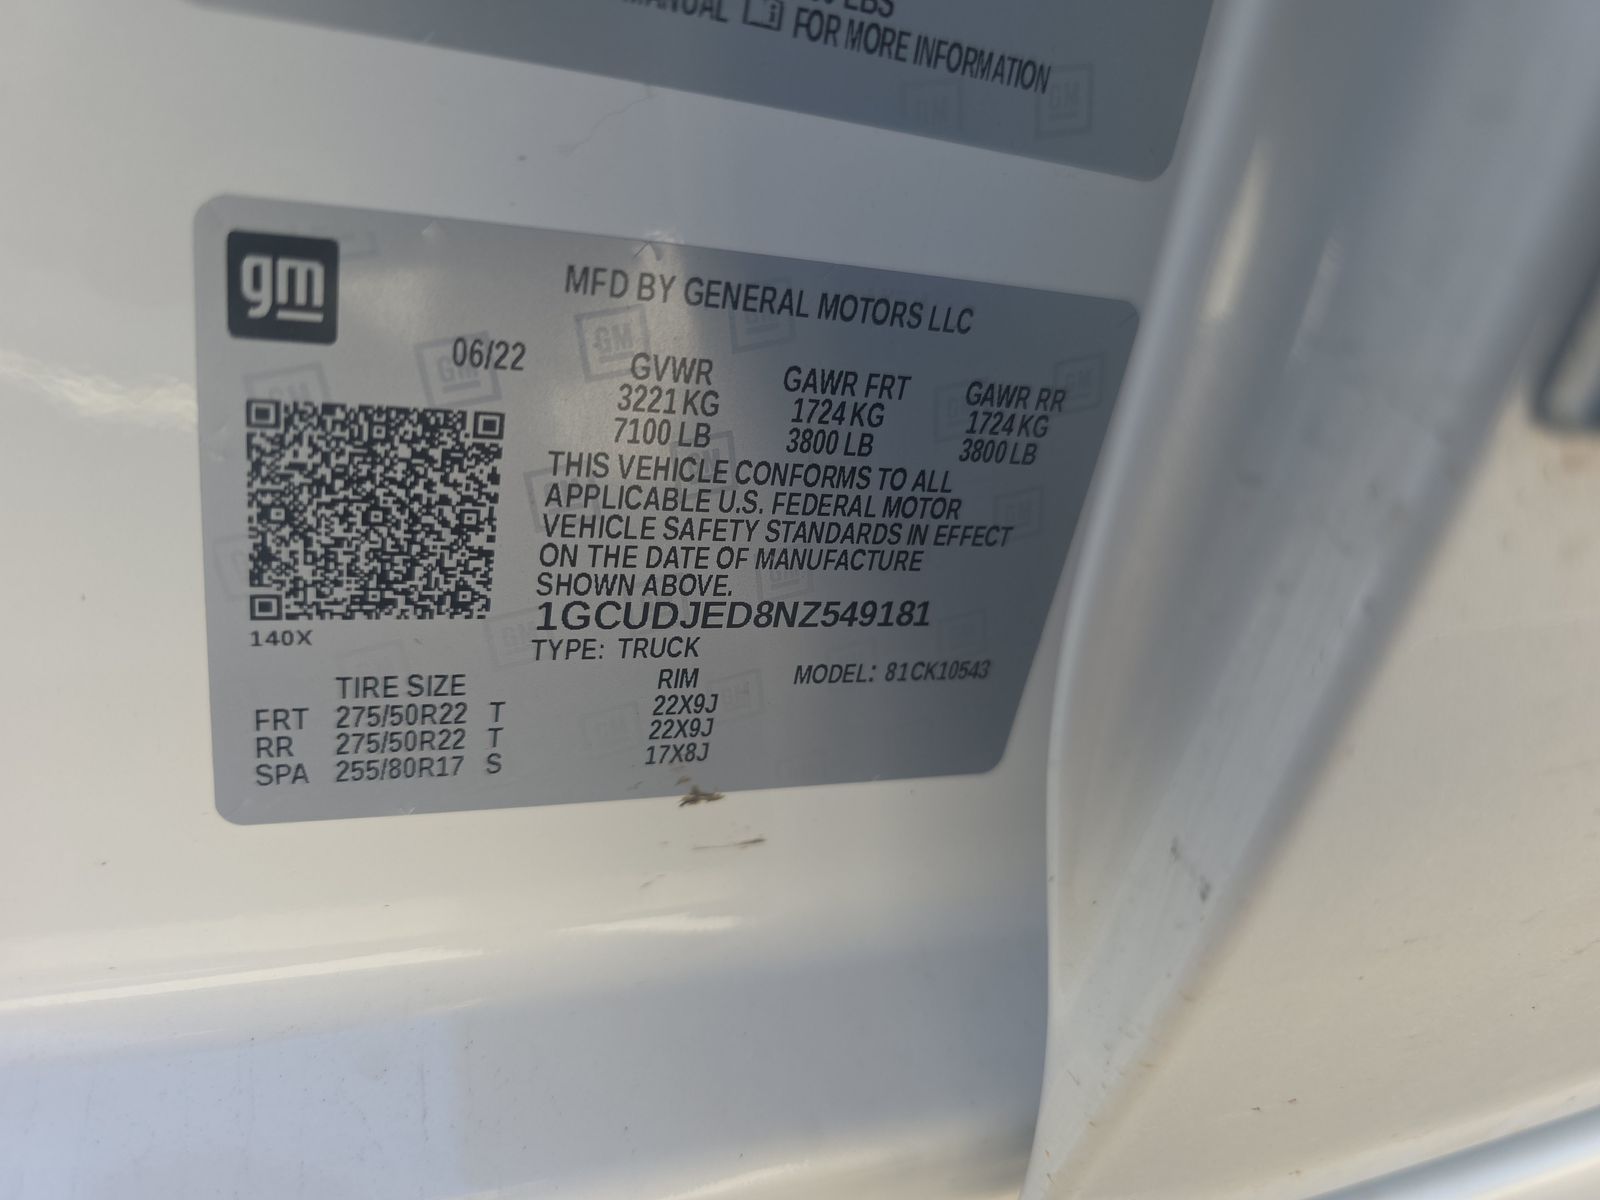 LBS
MANUAL FOR MORE INFORMATION
gm
MFD BY GENERAL MOTORS LLC
06/22
GVWR GAWR FRT GAWR RR
3221 KG 1724 KG 1724 KG
7100 LB 3800 LB 3800 LB
THIS VEHICLE CONFORMS TO ALL
APPLICABLE U.S. FEDERAL MOTOR
VEHICLE SAFETY STANDARDS IN EFFECT
ON THE DATE OF MANUFACTURE
SHOWN ABOVE.
1GCUDJED8NZ549181
140X
TYPE: TRUCK
MODEL: 81CK10543
TIRE SIZE RIM
FRT 275/50R22 T 22X9J
RR 275/50R22 T 22X9J
SPA 255/80R17 S 17X8J